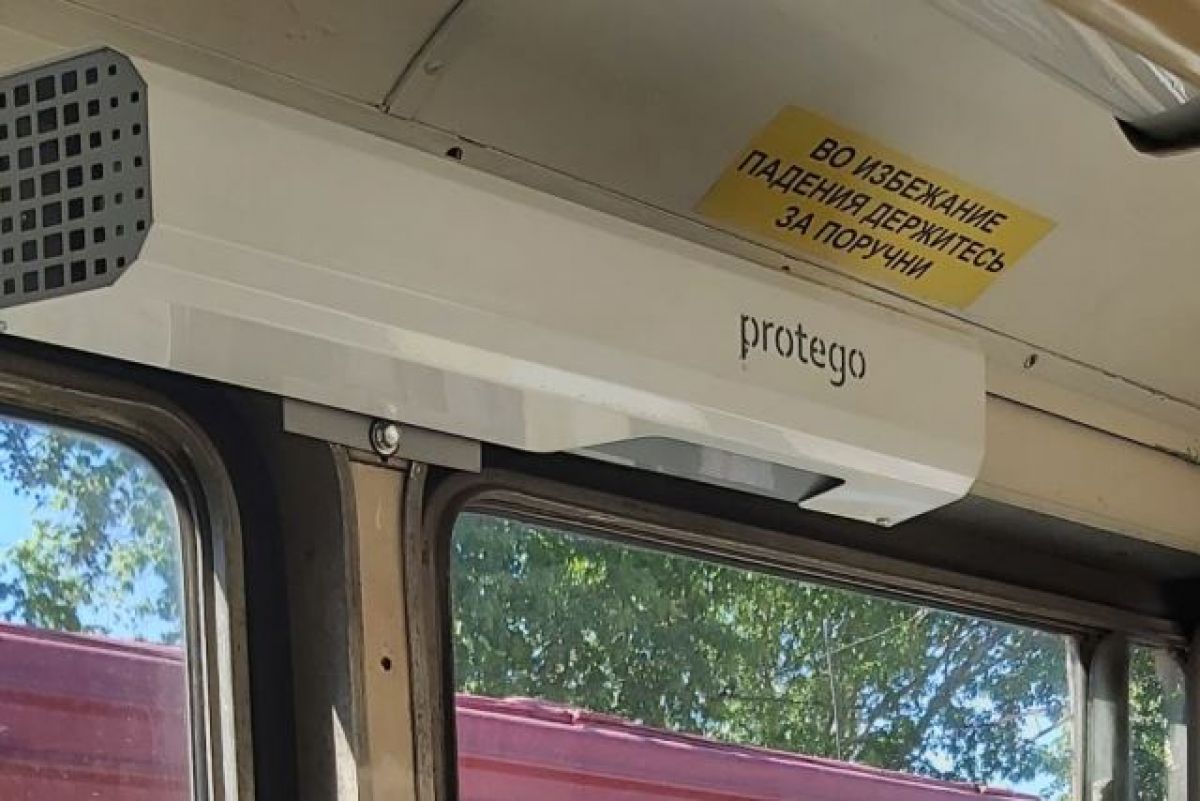 ВО ИЗБЕЖАНИЕ
ПАДЕНИЯ ДЕРЖИТЕСЬ
ЗА ПОРУЧНИ
protego